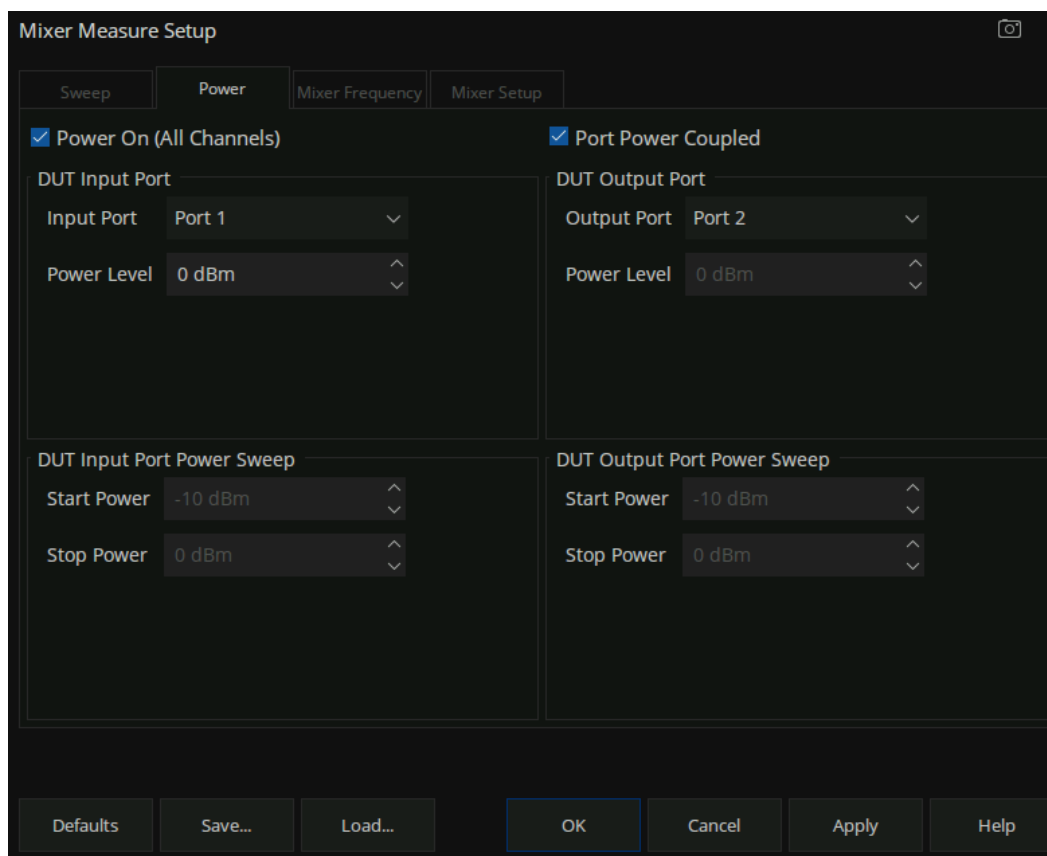 Mixer Measure Setup
Sweep Power Mixer Frequency Mixer Setup
Power On (All Channels) Port Power Coupled
DUT Input Port DUT Output Port
Input Port Port 1 Output Port Port 2
Power Level 0 dBm Power Level 0 dBm
DUT Input Port Power Sweep DUT Output Port Power Sweep
Start Power -10 dBm Start Power -10 dBm
Stop Power 0 dBm Stop Power 0 dBm
Defaults Save... Load... OK Cancel Apply Help